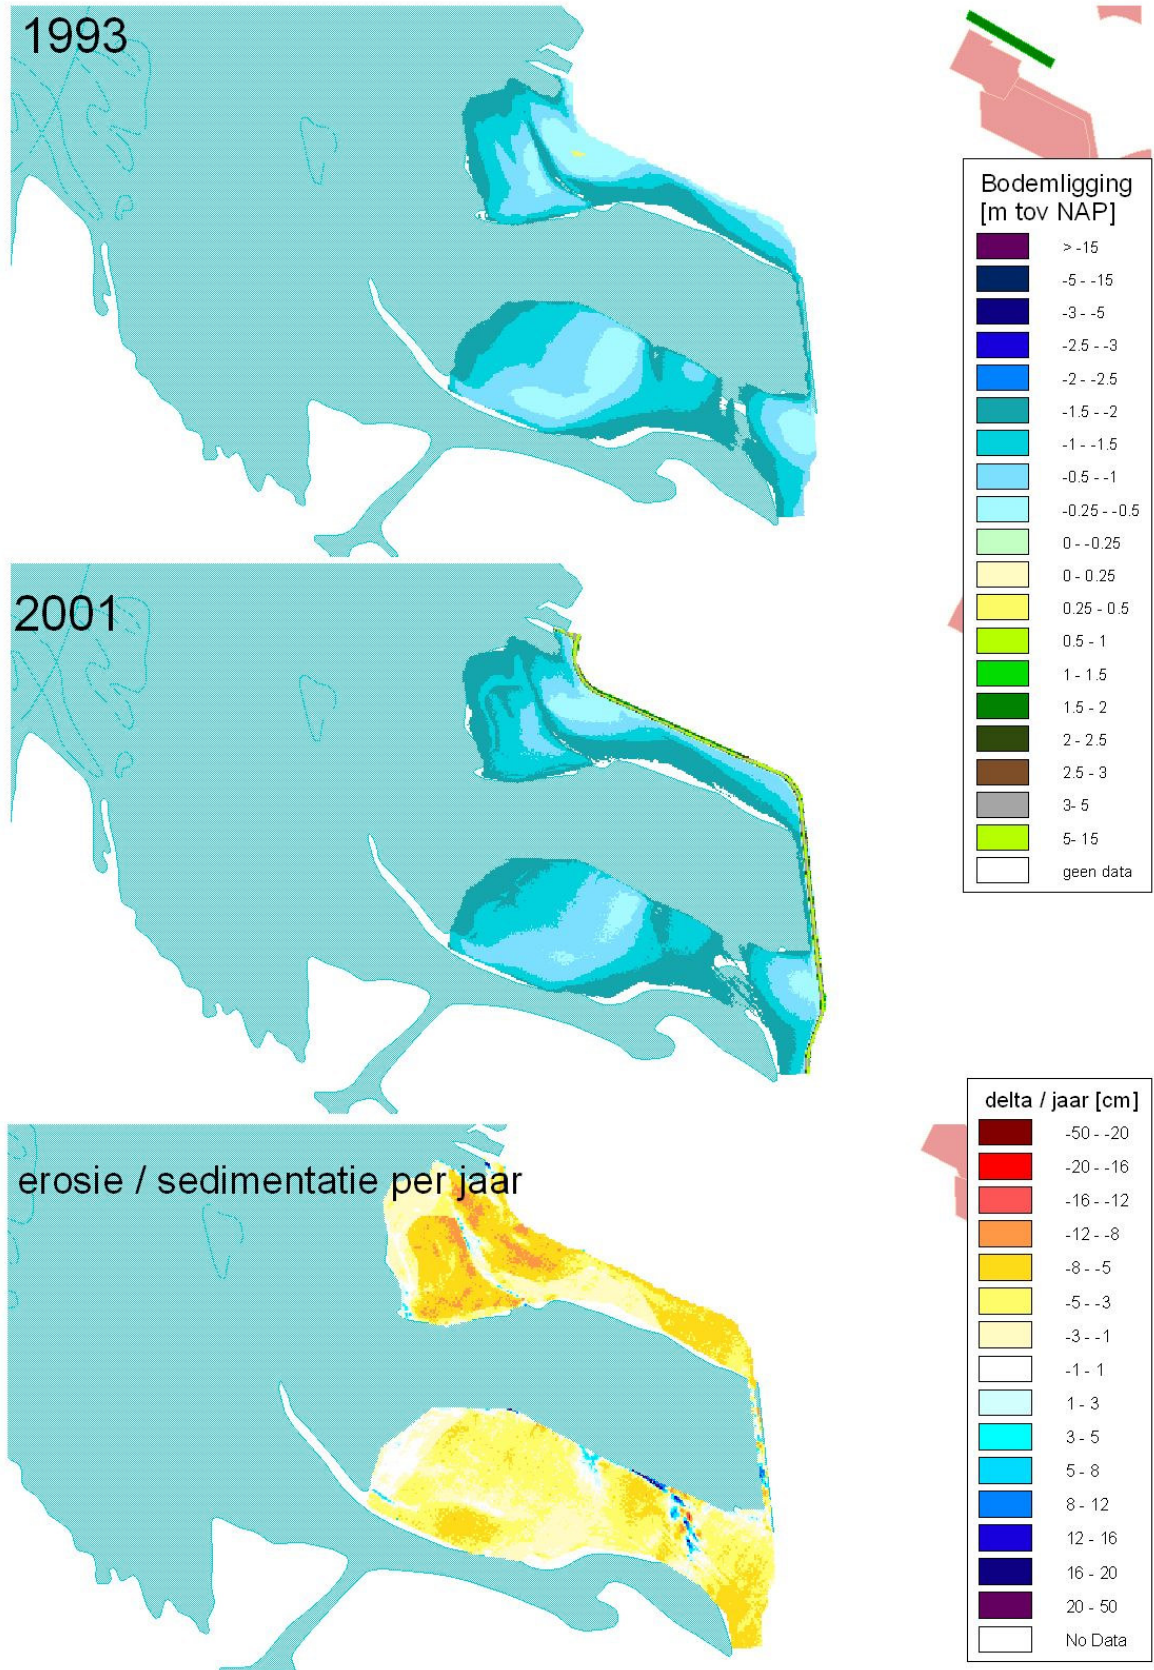 1993
Bodemligging
[m tov NAP]
> -15
-5 - -15
-3 - -5
-2.5 - -3
-2 - -2.5
-1.5 - -2
-1 - -1.5
-0.5 - -1
-0.25 - -0.5
0 - -0.25
0 - 0.25
0.25 - 0.5
0.5 - 1
1 - 1.5
1.5 - 2
2 - 2.5
2.5 - 3
3- 5
5- 15
geen data
2001
erosie / sedimentatie per jaar
delta / jaar [cm]
-50 - -20
-20 - -16
-16 - -12
-12 - -8
-8 - -5
-5 - -3
-3 - -1
-1 - 1
1 - 3
3 - 5
5 - 8
8 - 12
12 - 16
16 - 20
20 - 50
No Data